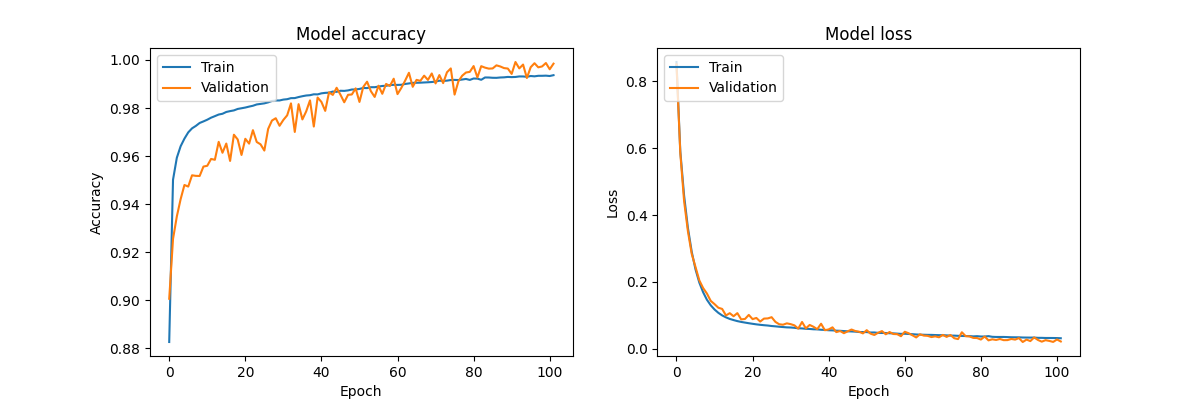 Model accuracy
Train
Validation
1.00
0.98
0.96
0.94
0.92
0.90
0.88
Accuracy
0 20 40 60 80 100
Epoch
Model loss
Train
Validation
0.8
0.6
0.4
0.2
0.0
Loss
0 20 40 60 80 100
Epoch